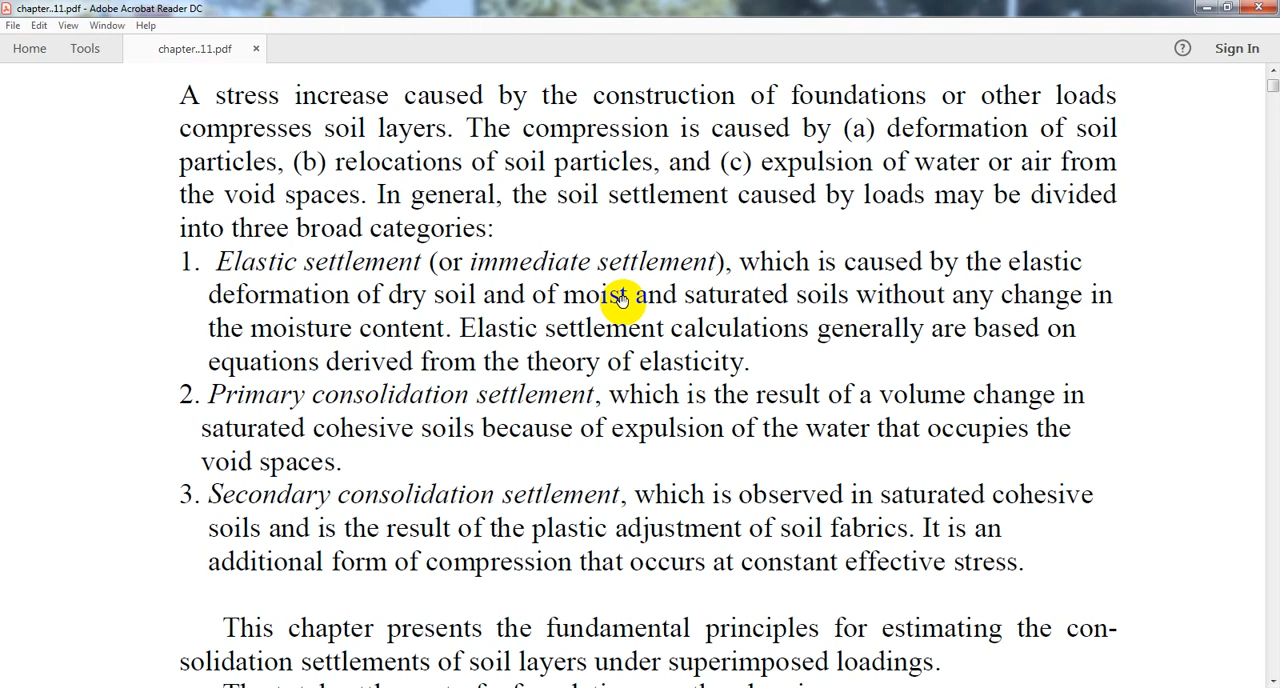 chapter..11.pdf - Adobe Acrobat Reader DC
File Edit View Window Help
Home Tools chapter..11.pdf × ? Sign In
A stress increase caused by the construction of foundations or other loads
compresses soil layers. The compression is caused by (a) deformation of soil
particles, (b) relocations of soil particles, and (c) expulsion of water or air from
the void spaces. In general, the soil settlement caused by loads may be divided
into three broad categories:
1. Elastic settlement (or immediate settlement), which is caused by the elastic
deformation of dry soil and of moist and saturated soils without any change in
the moisture content. Elastic settlement calculations generally are based on
equations derived from the theory of elasticity.
2. Primary consolidation settlement, which is the result of a volume change in
saturated cohesive soils because of expulsion of the water that occupies the
void spaces.
3. Secondary consolidation settlement, which is observed in saturated cohesive
soils and is the result of the plastic adjustment of soil fabrics. It is an
additional form of compression that occurs at constant effective stress.
This chapter presents the fundamental principles for estimating the con-
solidation settlements of soil layers under superimposed loadings.